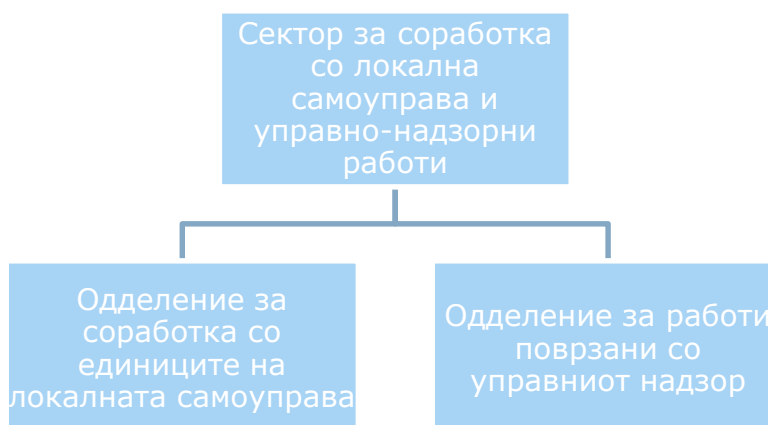 Сектор за соработка
со локална
самоуправа и
управно-надзорни
работи
Одделение за
соработка со
единиците на
локалната самоуправа
Одделение за работи
поврзани со
управниот надзор